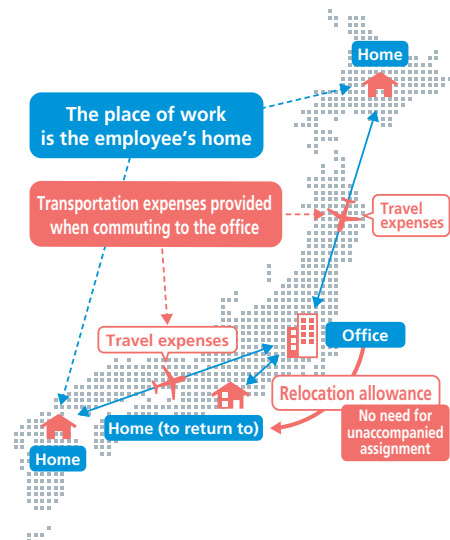 Home
The place of work
is the employee's home
Transportation expenses provided
when commuting to the office
Travel
expenses
Travel expenses
Office
Relocation allowance
No need for
unaccompanied
assignment
Home (to return to)
Home